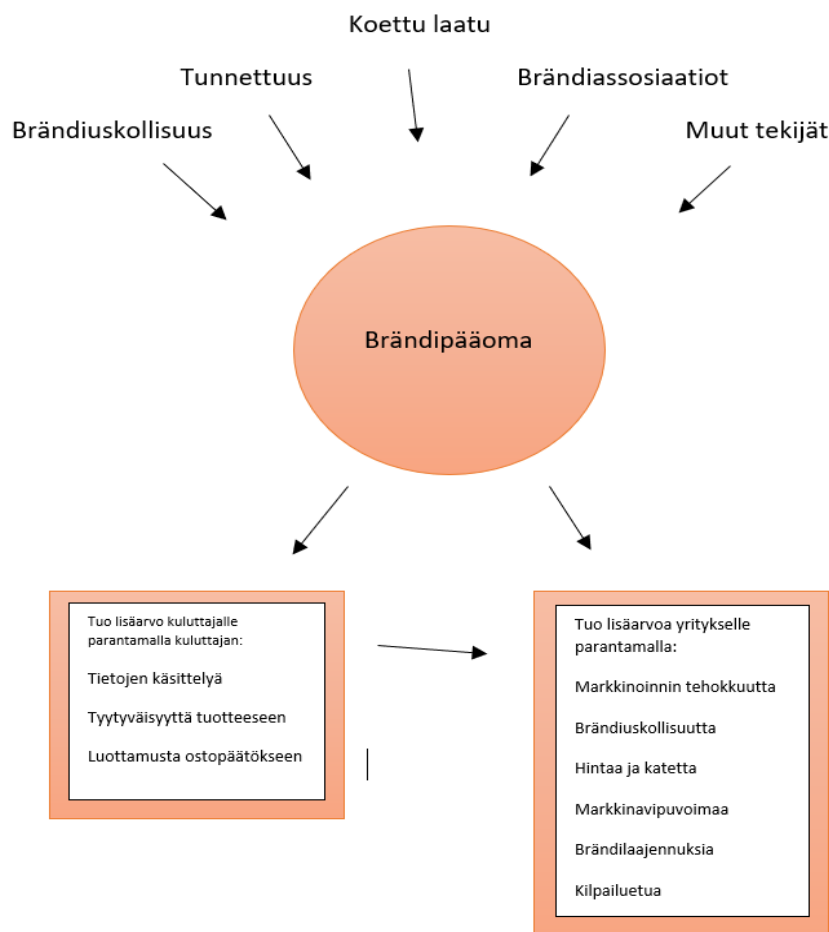 Koettu laatu
Tunnettuus
Brändiassosiaatiot
Brändiuskollisuus
Muut tekijät
Brändipääoma
Tuo lisäarvo kuluttajalle
parantamalla kuluttajan:
Tietojen käsittelyä
Tyytyväisyyttä tuotteeseen
Luottamusta ostopäätökseen
Tuo lisäarvoa yritykselle
parantamalla:
Markkinoinnin tehokkuutta
Brändiuskollisuutta
Hintaa ja katetta
Markkinavipuvoimaa
Brändilaajennuksia
Kilpailuetua